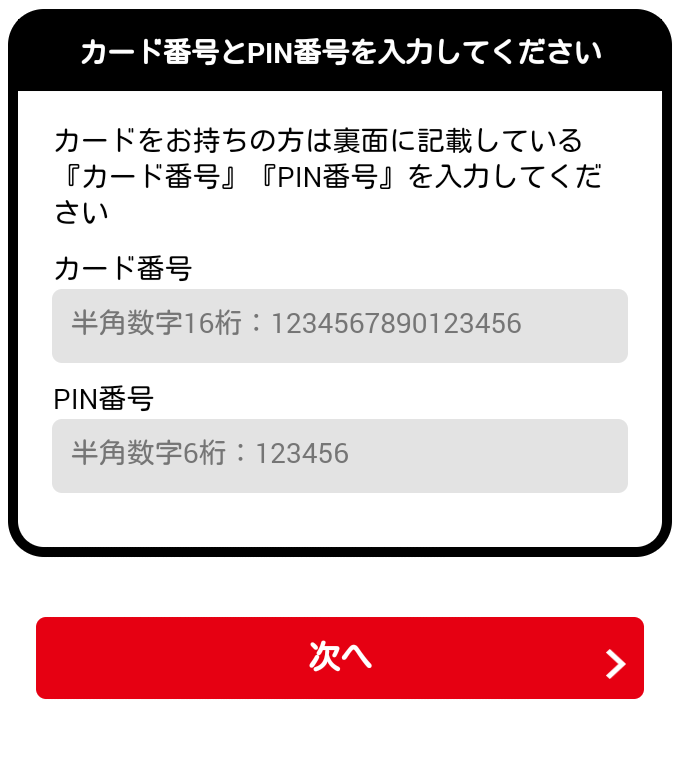 カード番号とPIN番号を入力してください
カードをお持ちの方は裏面に記載している
『カード番号』『PIN番号』を入力してくだ
さい
カード番号
半角数字16桁：1234567890123456
PIN番号
半角数字6桁：123456
次へ